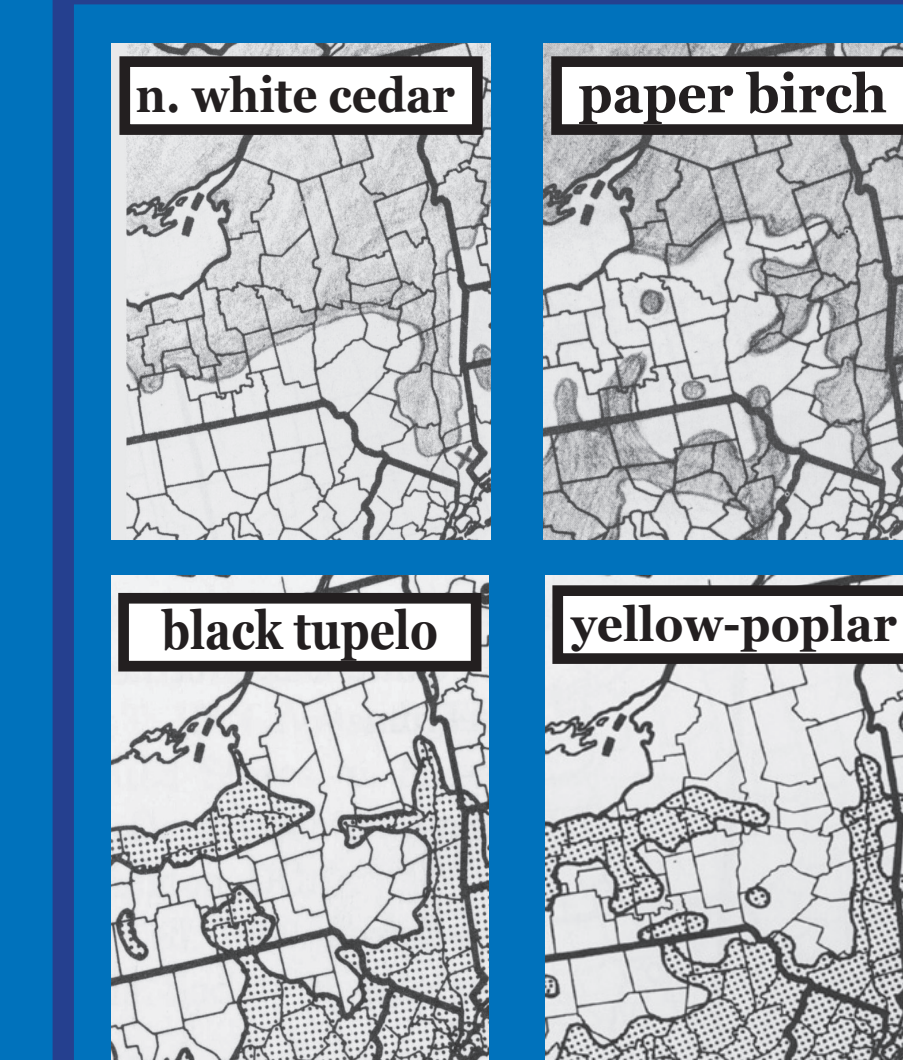 n. white cedar
paper birch
black tupelo
yellow-poplar